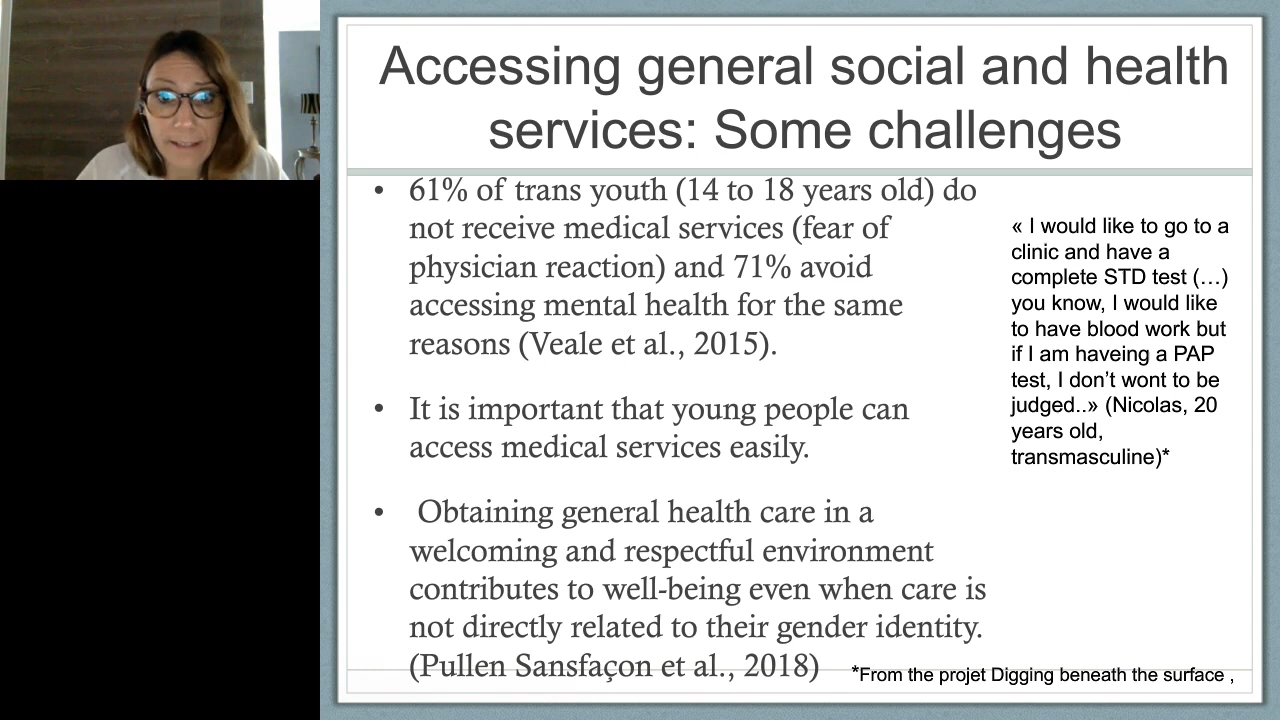 Accessing general social and health
services: Some challenges
• 61% of trans youth (14 to 18 years old) do
not receive medical services (fear of
physician reaction) and 71% avoid
accessing mental health for the same
reasons (Veale et al., 2015).
• It is important that young people can
access medical services easily.
• Obtaining general health care in a
welcoming and respectful environment
contributes to well-being even when care is
not directly related to their gender identity.
(Pullen Sansfaçon et al., 2018)
« I would like to go to a
clinic and have a
complete STD test (…)
you know, I would like
to have blood work but
if I am haveing a PAP
test, I don’t wont to be
judged..» (Nicolas, 20
years old,
transmasculine)*
*From the projet Digging beneath the surface ,